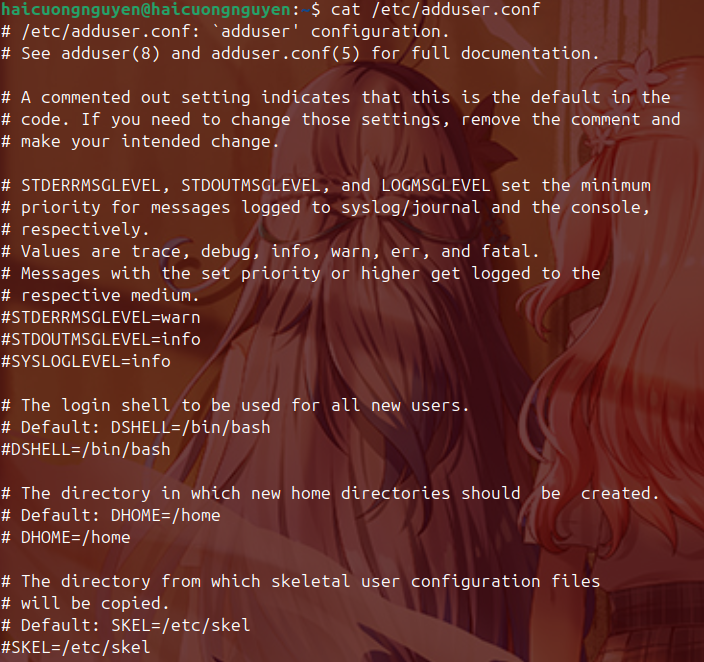 haicuongnguyen@haicuongnguyen:~$ cat /etc/adduser.conf
# /etc/adduser.conf: `adduser' configuration.
# See adduser(8) and adduser.conf(5) for full documentation.

# A commented out setting indicates that this is the default in the
# code. If you need to change those settings, remove the comment and
# make your intended change.

# STDERRMSGLEVEL, STDOUTMSGLEVEL, and LOGMSGLEVEL set the minimum
# priority for messages logged to syslog/journal and the console,
# respectively.
# Values are trace, debug, info, warn, err, and fatal.
# Messages with the set priority or higher get logged to the
# respective medium.
#STDERRMSGLEVEL=warn
#STDOUTMSGLEVEL=info
#SYSLOGLEVEL=info

# The login shell to be used for all new users.
# Default: DSHELL=/bin/bash
#DSHELL=/bin/bash

# The directory in which new home directories should  be  created.
# Default: DHOME=/home
# DHOME=/home

# The directory from which skeletal user configuration files
# will be copied.
# Default: SKEL=/etc/skel
#SKEL=/etc/skel